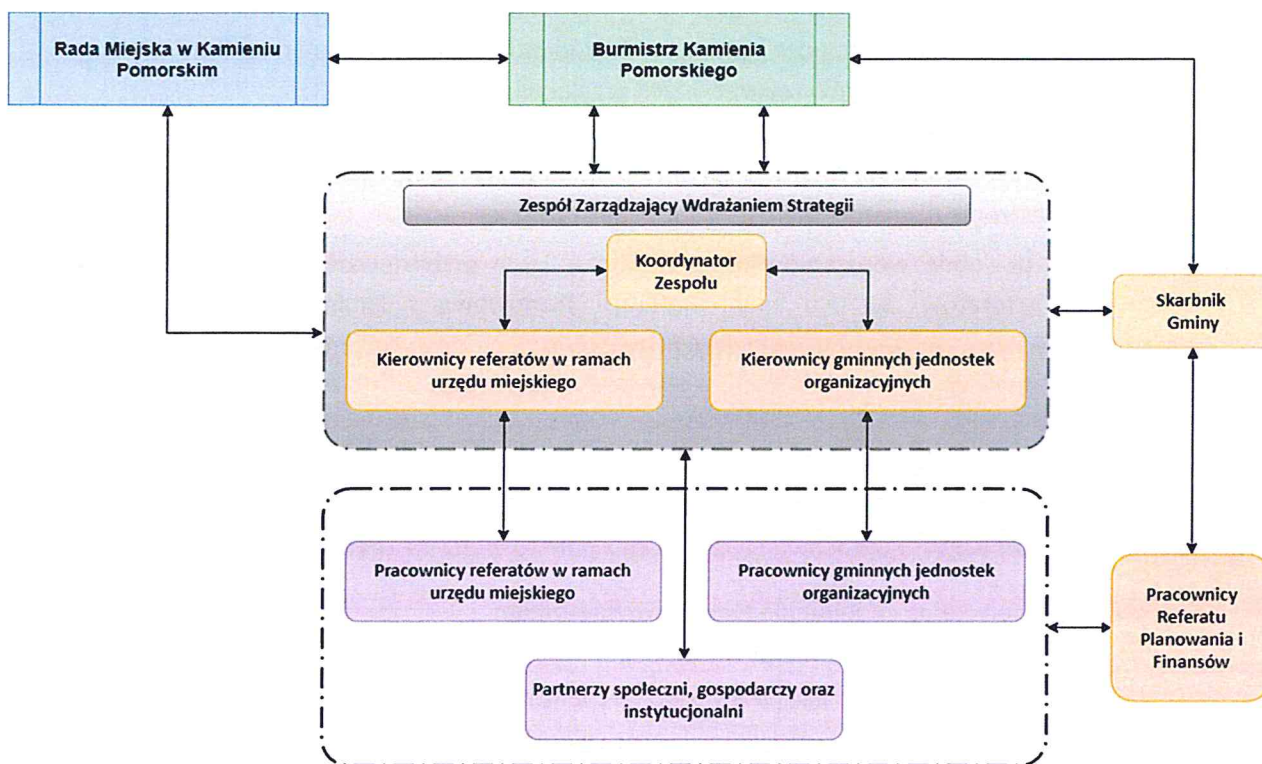 Rada Miejska w Kamieniu
Pomorskim
Burmistrz Kamienia
Pomorskiego
Zespół Zarządzający Wdrażaniem Strategii
Koordynator
Zespołu
Skarbnik
Gminy
Kierownicy referatów w ramach
urzędu miejskiego
Kierownicy gminnych jednostek
organizacyjnych
Pracownicy referatów w ramach
urzędu miejskiego
Pracownicy gminnych jednostek
organizacyjnych
Pracownicy
Referatu
Planowania i
Finansów
Partnerzy społeczni, gospodarczy oraz
instytucjonalni